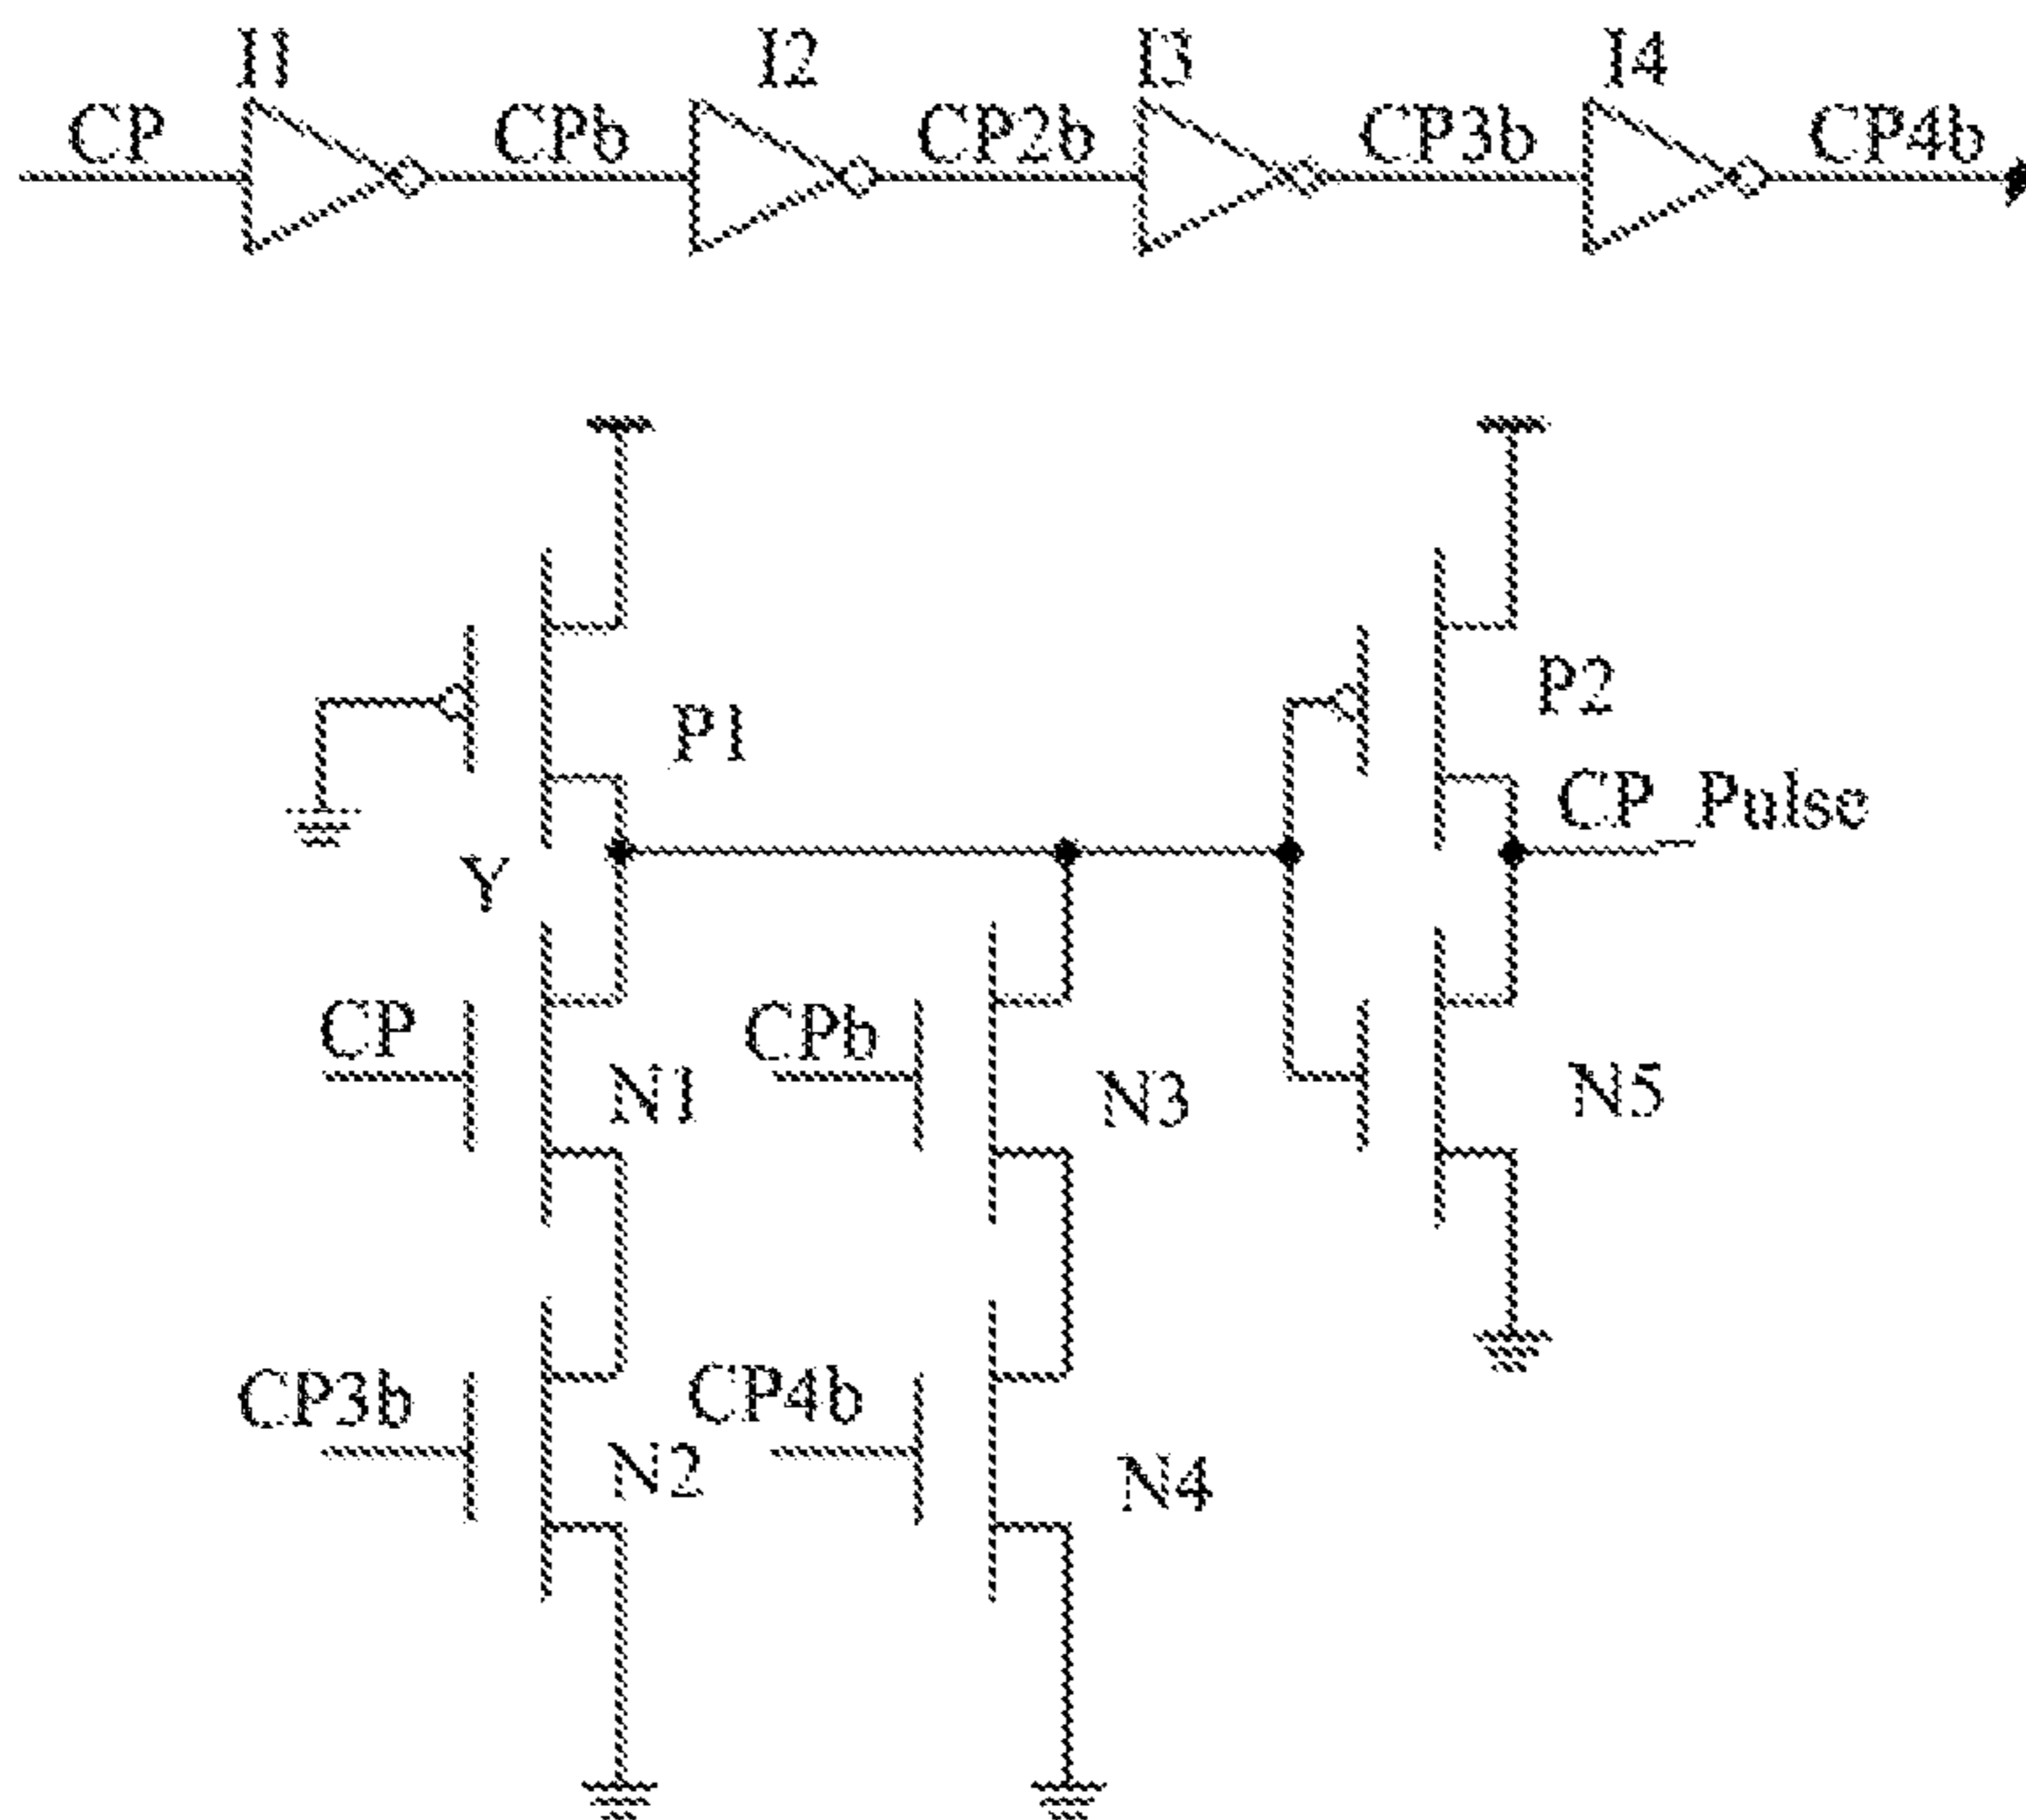 I1 I2 I3 I4
CP CPb CP2b CP3b CP4b
P2
P1
CP_Pulse
Y
CP CPb
N1 N3 N5
CP3b CP4b
N2 N4